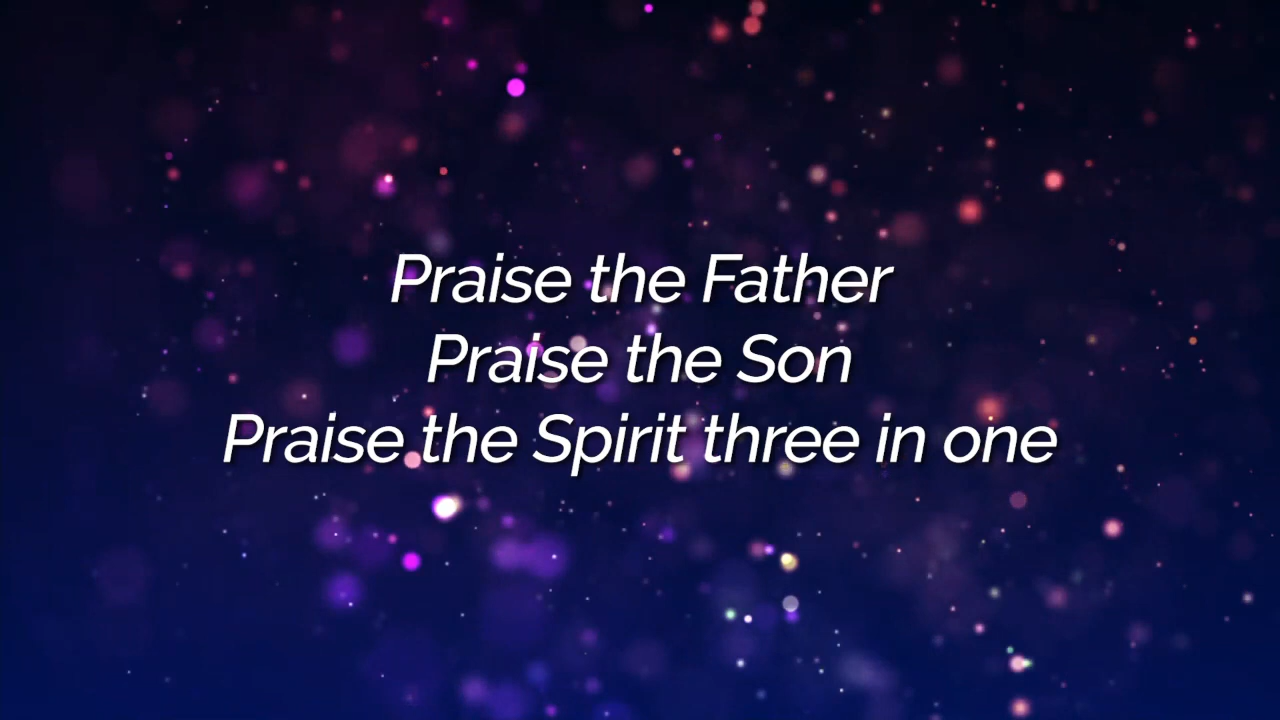 Praise the Father
Praise the Son
Praise the Spirit three in one